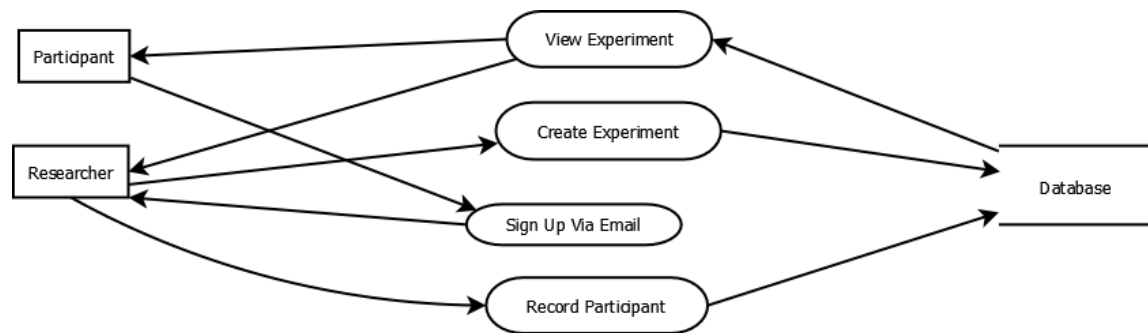 View Experiment
Participant
Create Experiment
Researcher
Database
Sign Up Via Email
Record Participant